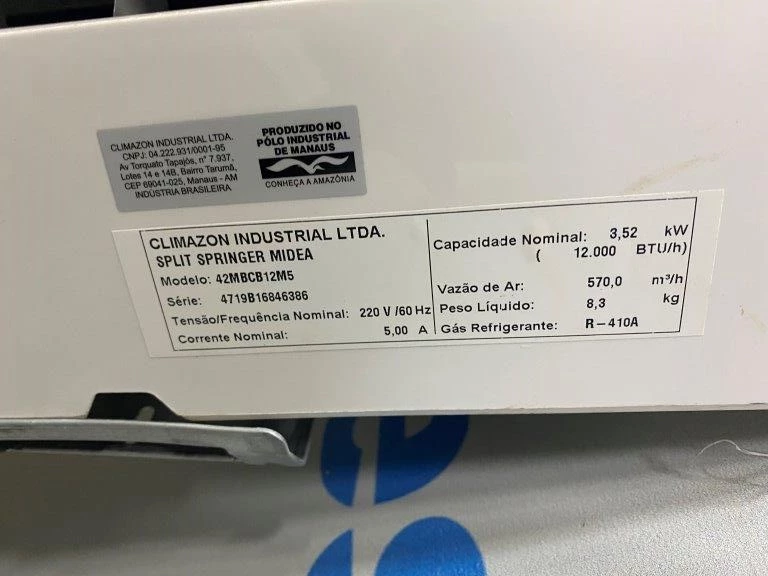 CLIMAZON INDUSTRIAL LTDA.
CNPJ: 04.222.931/0001-95
Av Torquato Tapajós, n° 7.937,
Lotes 14 e 14B, Bairro Tarumã,
CEP 69041-025, Manaus - AM
INDÚSTRIA BRASILEIRA
PRODUZIDO NO
PÓLO INDUSTRIAL
DE MANAUS
CONHEÇA A AMAZÔNIA
CLIMAZON INDUSTRIAL LTDA.
SPLIT SPRINGER MIDEA
Modelo: 42MBCB12M5
Série: 4719B16846386
Tensão/Frequência Nominal: 220 V /60 Hz
Corrente Nominal: 5,00 A
Capacidade Nominal: 3,52 kW
( 12.000 BTU/h)
Vazão de Ar: 570,0 m³/h
Peso Líquido: 8,3 kg
Gás Refrigerante: R-410A